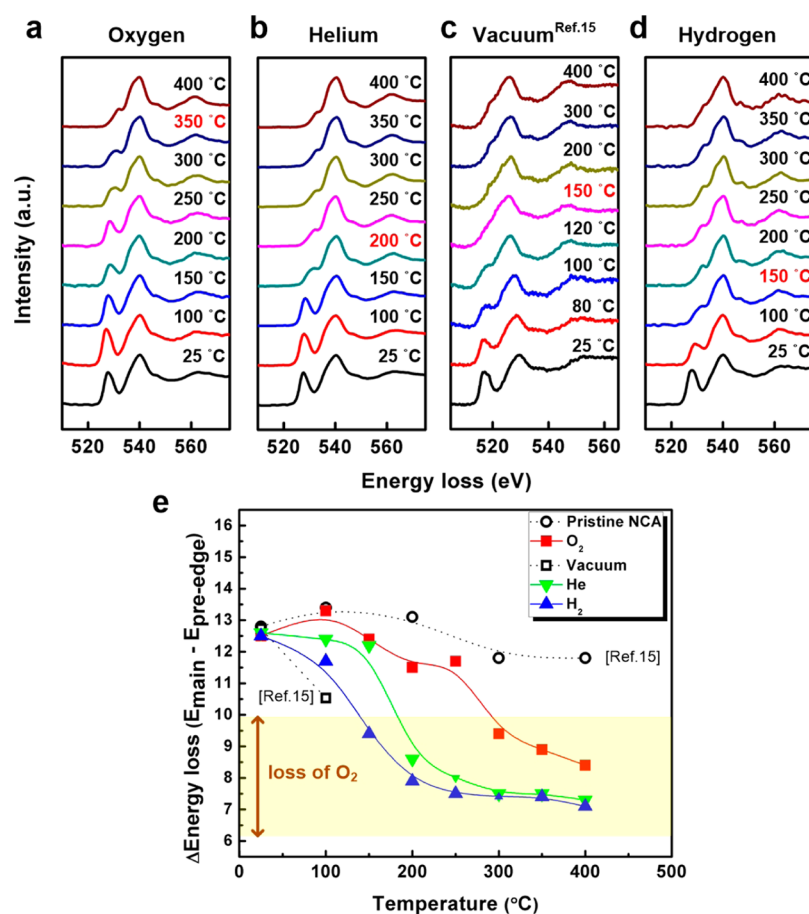 a Oxygen
400 °C
350 °C
300 °C
250 °C
200 °C
150 °C
100 °C
25 °C
520 540 560
b Helium
400 °C
350 °C
300 °C
250 °C
200 °C
150 °C
100 °C
25 °C
520 540 560
c Vacuum Ref.15
400 °C
300 °C
200 °C
150 °C
120 °C
100 °C
80 °C
25 °C
520 540 560
d Hydrogen
400 °C
350 °C
300 °C
250 °C
200 °C
150 °C
100 °C
25 °C
520 540 560
Intensity (a.u.)
Energy loss (eV)
e
16
15
14
13
12
11
10
9
8
7
6
ΔEnergy loss (Emain - Epre-edge)
Pristine NCA
O2
Vacuum
He
H2
[Ref.15]
[Ref.15]
loss of O2
0 100 200 300 400 500
Temperature (°C)